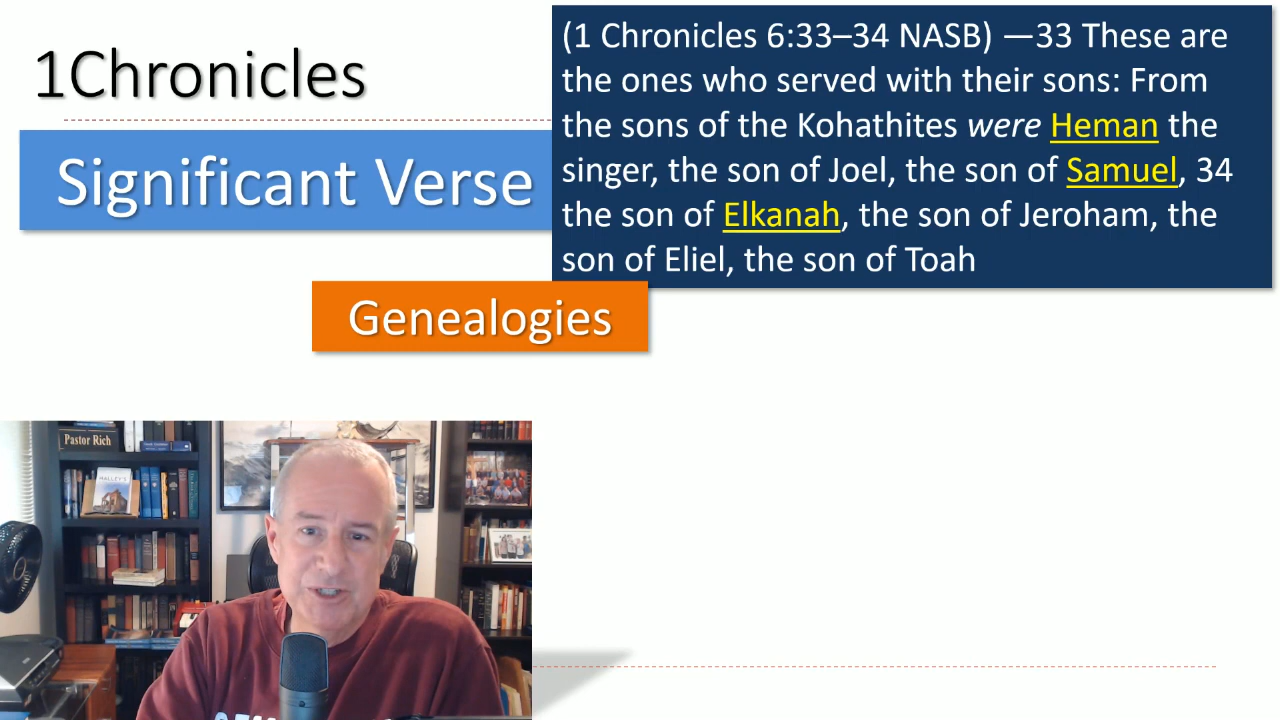 1Chronicles
Significant Verse
(1 Chronicles 6:33–34 NASB) —33 These are
the ones who served with their sons: From
the sons of the Kohathites were Heman the
singer, the son of Joel, the son of Samuel, 34
the son of Elkanah, the son of Jeroham, the
son of Eliel, the son of Toah
Genealogies
Pastor Rich